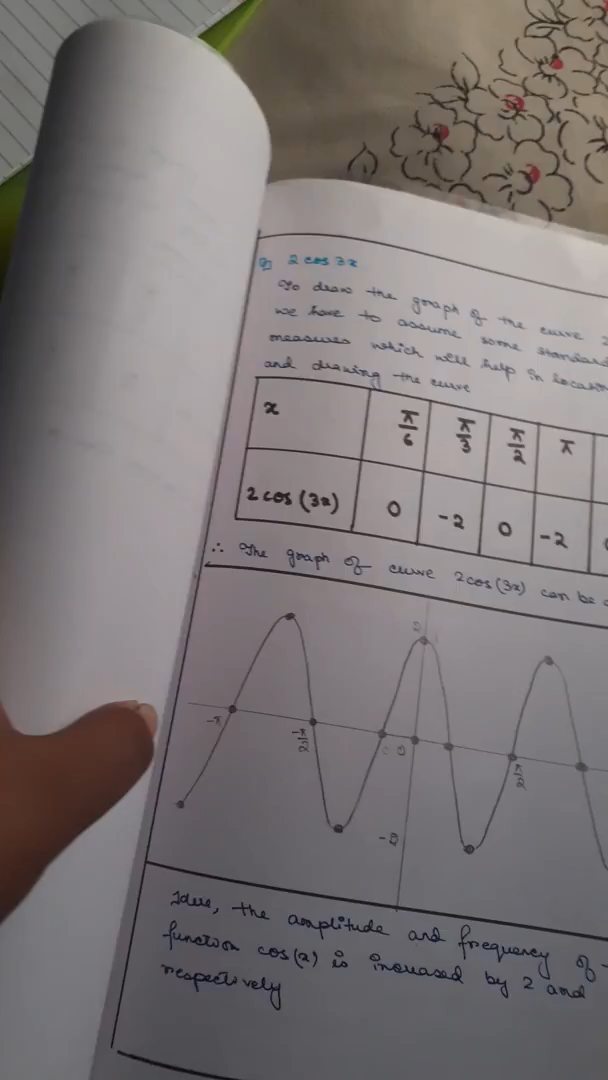 2 cos 3x
To draw the graph of the curve 2
we have to assume some standard
measures which will help in locatin
and drawing the curve
x π/6 π/3 π/2 π
2 cos (3x) 0 -2 0 -2
∴ The graph of curve 2cos(3x) can be
2
-π -π/2 0 π/2
-2
the amplitude and frequency of
function cos(x) is increased by 2 and
respectively